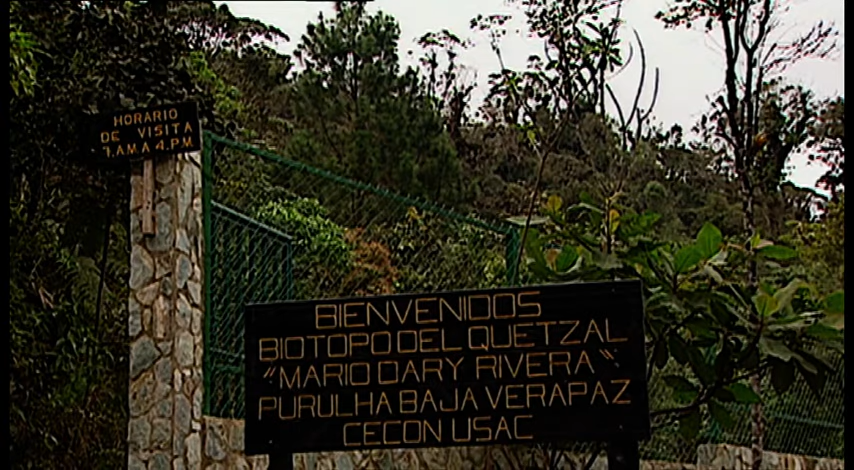 HORARIO
DE VISITA
7.A.M.A 4.P.M.
BIENVENIDOS
BIOTOPO DEL QUETZAL
"MARIO DARY RIVERA"
PURULHA BAJA VERAPAZ
CECON USAC